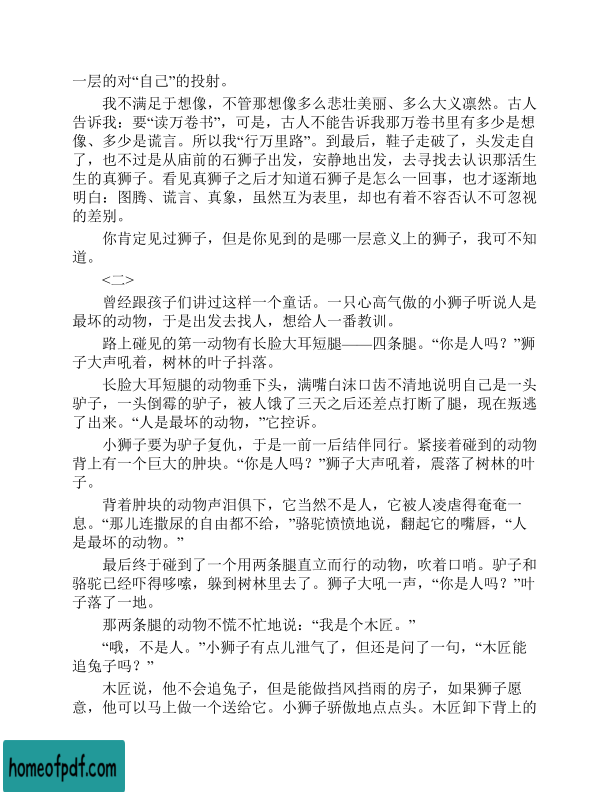 一层的对“自己”的投射。
我不满足于想像，不管那想像多么悲壮美丽、多么大义凛然。古人
告诉我：要“读万卷书”，可是，古人不能告诉我那万卷书里有多少是想
像、多少是谎言。所以我“行万里路”。到最后，鞋子走破了，头发走白
了，也不过是从庙前的石狮子出发，安静地出发，去寻找去认识那活生
生的真狮子。看见真狮子之后才知道石狮子是怎么一回事，也才逐渐地
明白：图腾、谎言、真象，虽然互为表里，却也有着不容否认不可忽视
的差别。
你肯定见过狮子，但是你见到的是哪一层意义上的狮子，我可不知
道。
<二>
曾经跟孩子们讲过这样一个童话。一只心高气傲的小狮子听说人是
最坏的动物，于是出发去找人，想给人一番教训。
路上碰见的第一动物有长脸大耳短腿——四条腿。“你是人吗？”狮
子大声吼着，树林的叶子抖落。
长脸大耳短腿的动物垂下头，满嘴白沫口齿不清地说明自己是一头
驴子，一头倒霉的驴子，被人饿了三天之后还差点打断了腿，现在叛逃
了出来。“人是最坏的动物，”它控诉。
小狮子要为驴子复仇，于是一前一后结伴同行。紧接着碰到的动物
背上有一个巨大的肿块。“你是人吗？”狮子大声吼着，震落了树林的叶
子。
背着肿块的动物声泪俱下，它当然不是人，它被人凌虐得奄奄一
息。“那儿连撒尿的自由都不给，”骆驼愤愤地说，翻起它的嘴唇，“人
是最坏的动物。”
最后终于碰到了一个用两条腿直立而行的动物，吹着口哨。驴子和
骆驼已经吓得哆嗦，躲到树林里去了。狮子大吼一声，“你是人吗？”叶
子落了一地。
那两条腿的动物不慌不忙地说：“我是个木匠。”
“哦，不是人。”小狮子有点儿泄气了，但还是问了一句，“木匠能
追兔子吗？”
木匠说，他不会追兔子，但是能做挡风挡雨的房子，如果狮子愿
意，他可以马上做一个送给它。小狮子骄傲地点点头。木匠卸下背上的
homeofpdf.com